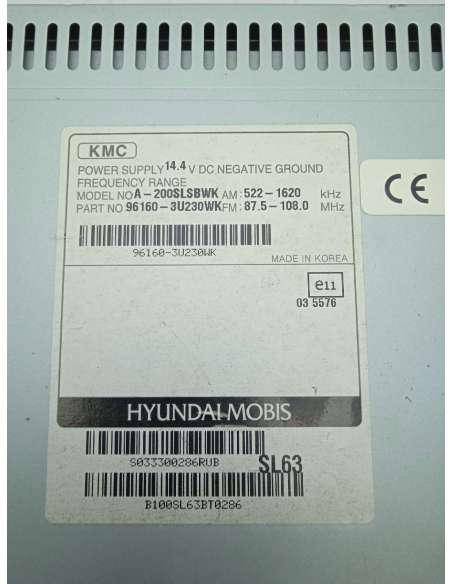 KMC
POWER SUPPLY 14.4 V DC NEGATIVE GROUND
FREQUENCY RANGE
MODEL NO A-200SLSBWK AM: 522-1620 kHz
PART NO 96160-3U230WK FM: 87.5-108.0 MHz
96160-3U230WK
MADE IN KOREA
CE
e11
03 5576
HYUNDAI MOBIS
S033300286RUB
SL63
B100SL63BT0286